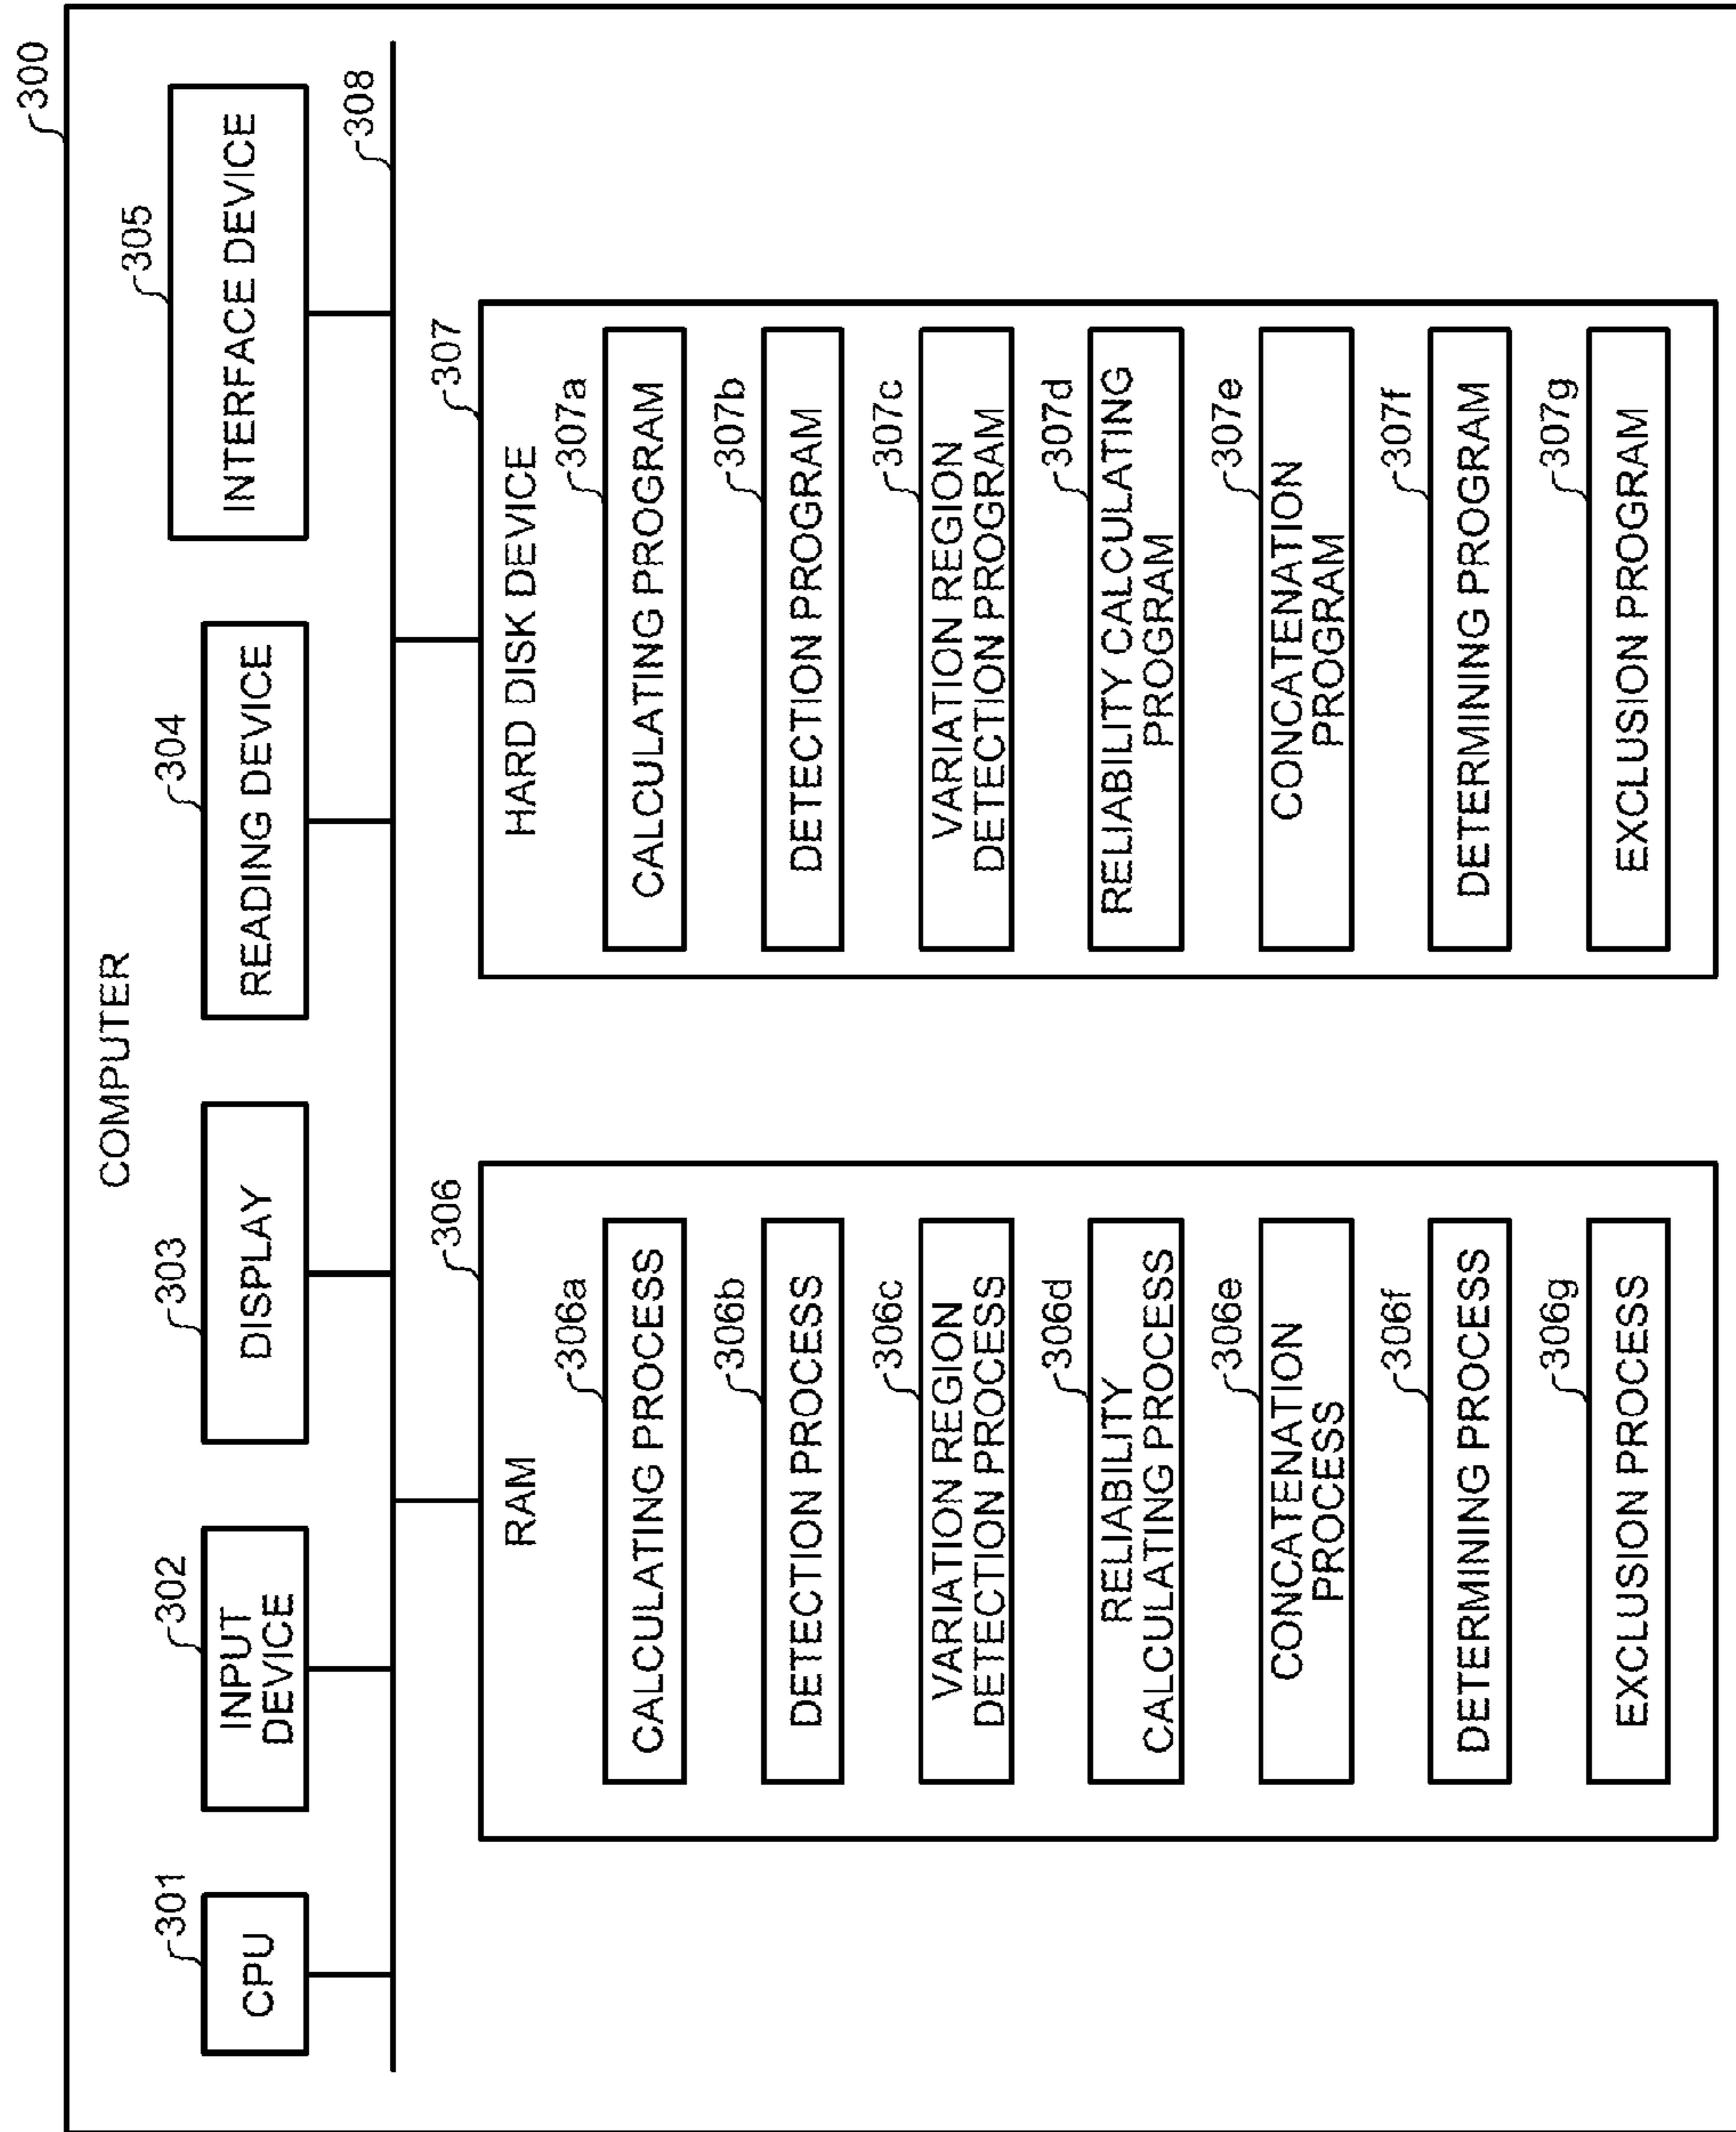 300
COMPUTER
301
CPU
302
INPUT
DEVICE
303
DISPLAY
304
READING DEVICE
305
INTERFACE DEVICE
308
306
RAM
306a
CALCULATING PROCESS
306b
DETECTION PROCESS
306c
VARIATION REGION
DETECTION PROCESS
306d
RELIABILITY
CALCULATING PROCESS
306e
CONCATENATION
PROCESS
306f
DETERMINING PROCESS
306g
EXCLUSION PROCESS
307
HARD DISK DEVICE
307a
CALCULATING PROGRAM
307b
DETECTION PROGRAM
307c
VARIATION REGION
DETECTION PROGRAM
307d
RELIABILITY CALCULATING
PROGRAM
307e
CONCATENATION
PROGRAM
307f
DETERMINING PROGRAM
307g
EXCLUSION PROGRAM